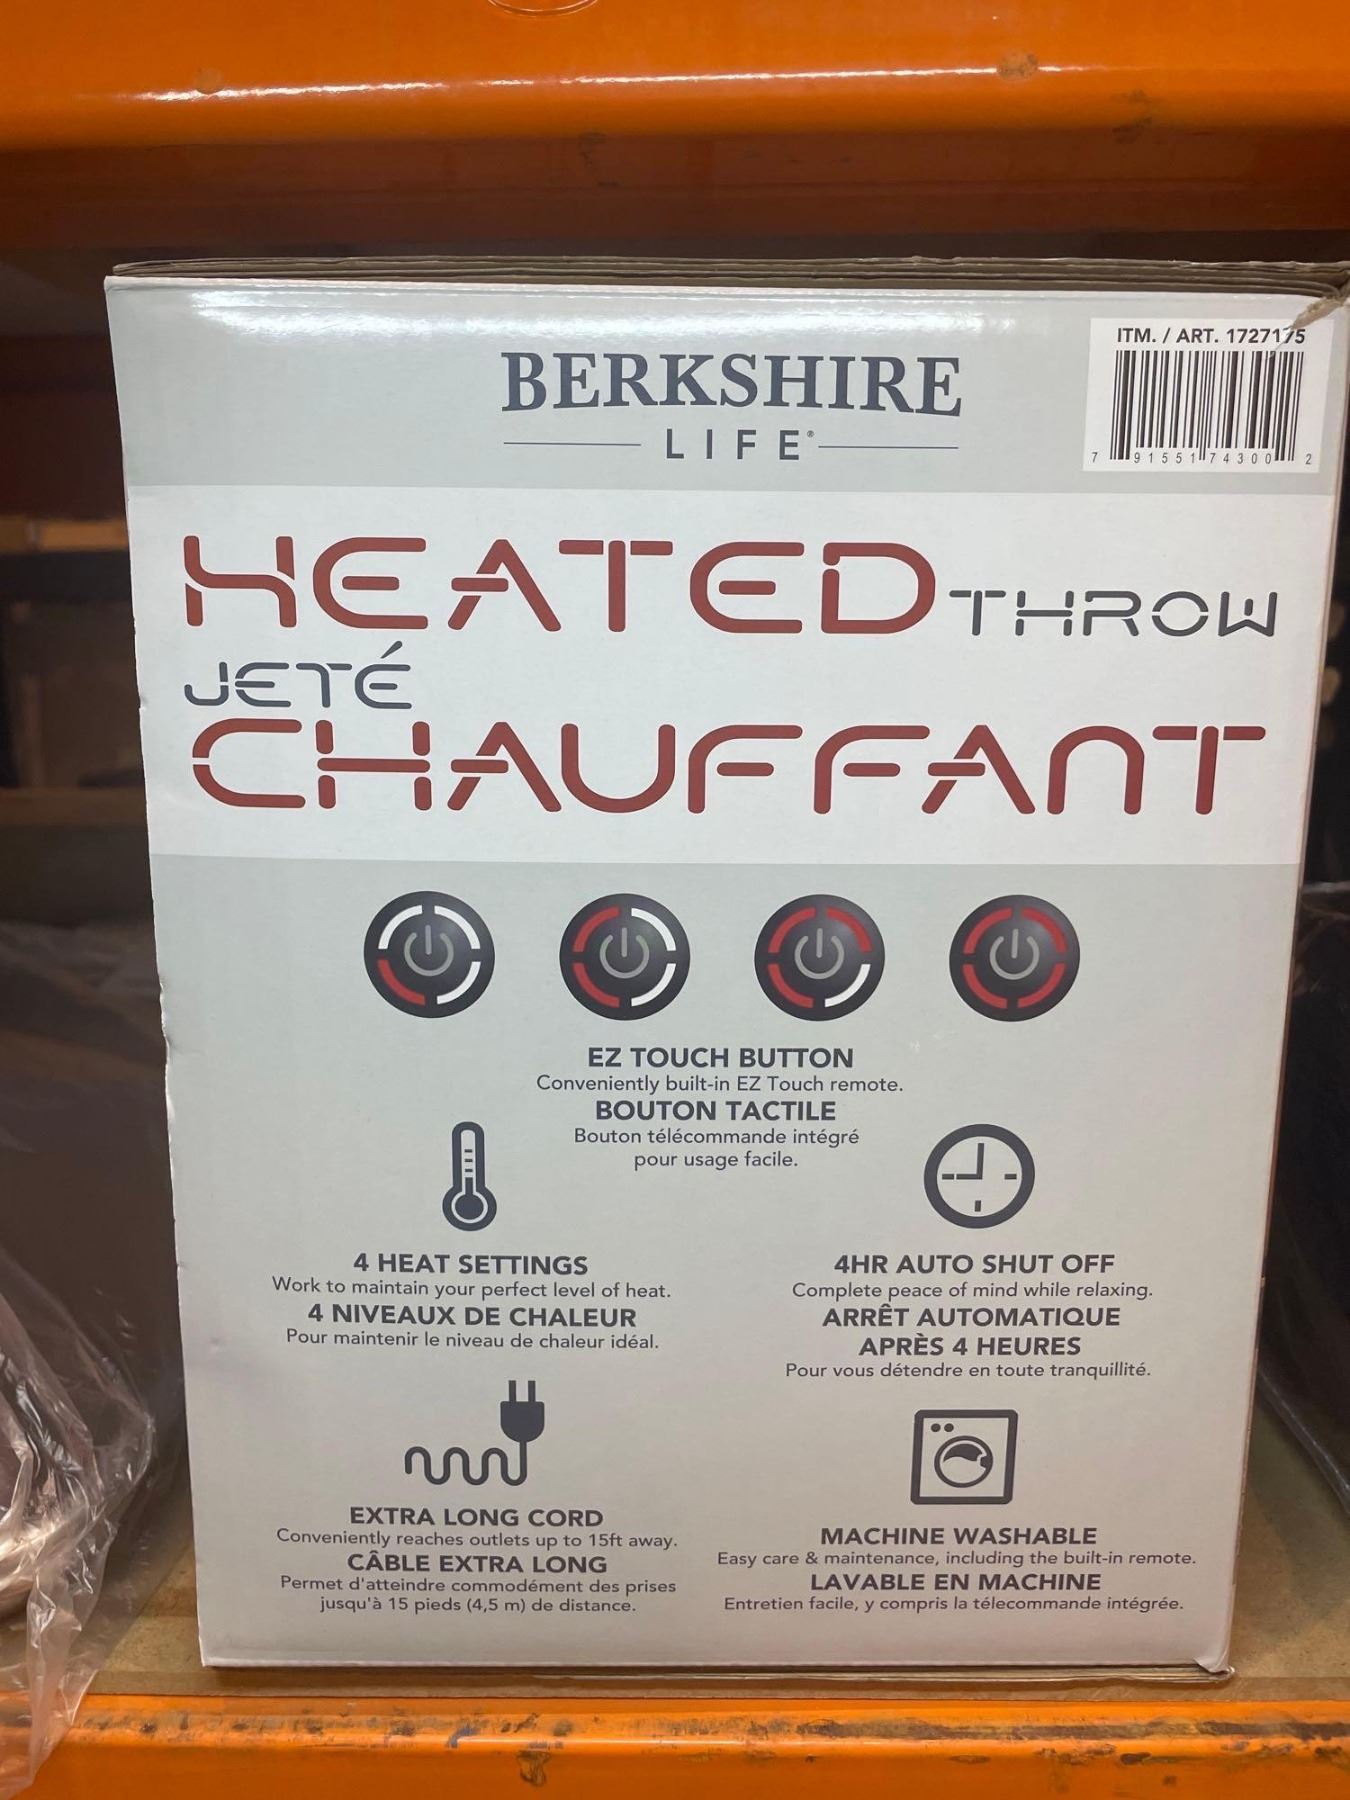 ITM. / ART. 1727175
7 91551 74300 2
BERKSHIRE
LIFE®
HEATED THROW
JETÉ
CHAUFFANT
EZ TOUCH BUTTON
Conveniently built-in EZ Touch remote.
BOUTON TACTILE
Bouton télécommande intégré
pour usage facile.
4 HEAT SETTINGS
Work to maintain your perfect level of heat.
4 NIVEAUX DE CHALEUR
Pour maintenir le niveau de chaleur idéal.
4HR AUTO SHUT OFF
Complete peace of mind while relaxing.
ARRÊT AUTOMATIQUE
APRÈS 4 HEURES
Pour vous détendre en toute tranquillité.
EXTRA LONG CORD
Conveniently reaches outlets up to 15ft away.
CÂBLE EXTRA LONG
Permet d'atteindre commodément des prises
jusqu'à 15 pieds (4,5 m) de distance.
MACHINE WASHABLE
Easy care & maintenance, including the built-in remote.
LAVABLE EN MACHINE
Entretien facile, y compris la télecommande intégrée.